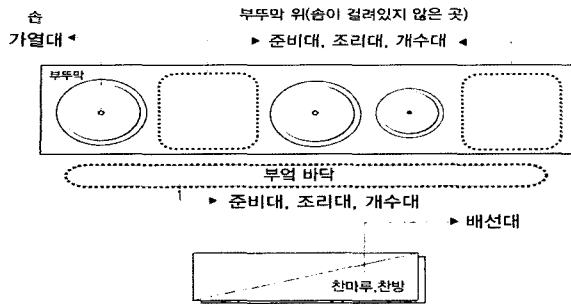 솥
가열대
부뚜막 위(솥이 걸려있지 않은 곳)
준비대, 조리대, 개수대
부뚜막
부엌 바닥
준비대, 조리대, 개수대
배선대
찬마루,찬방